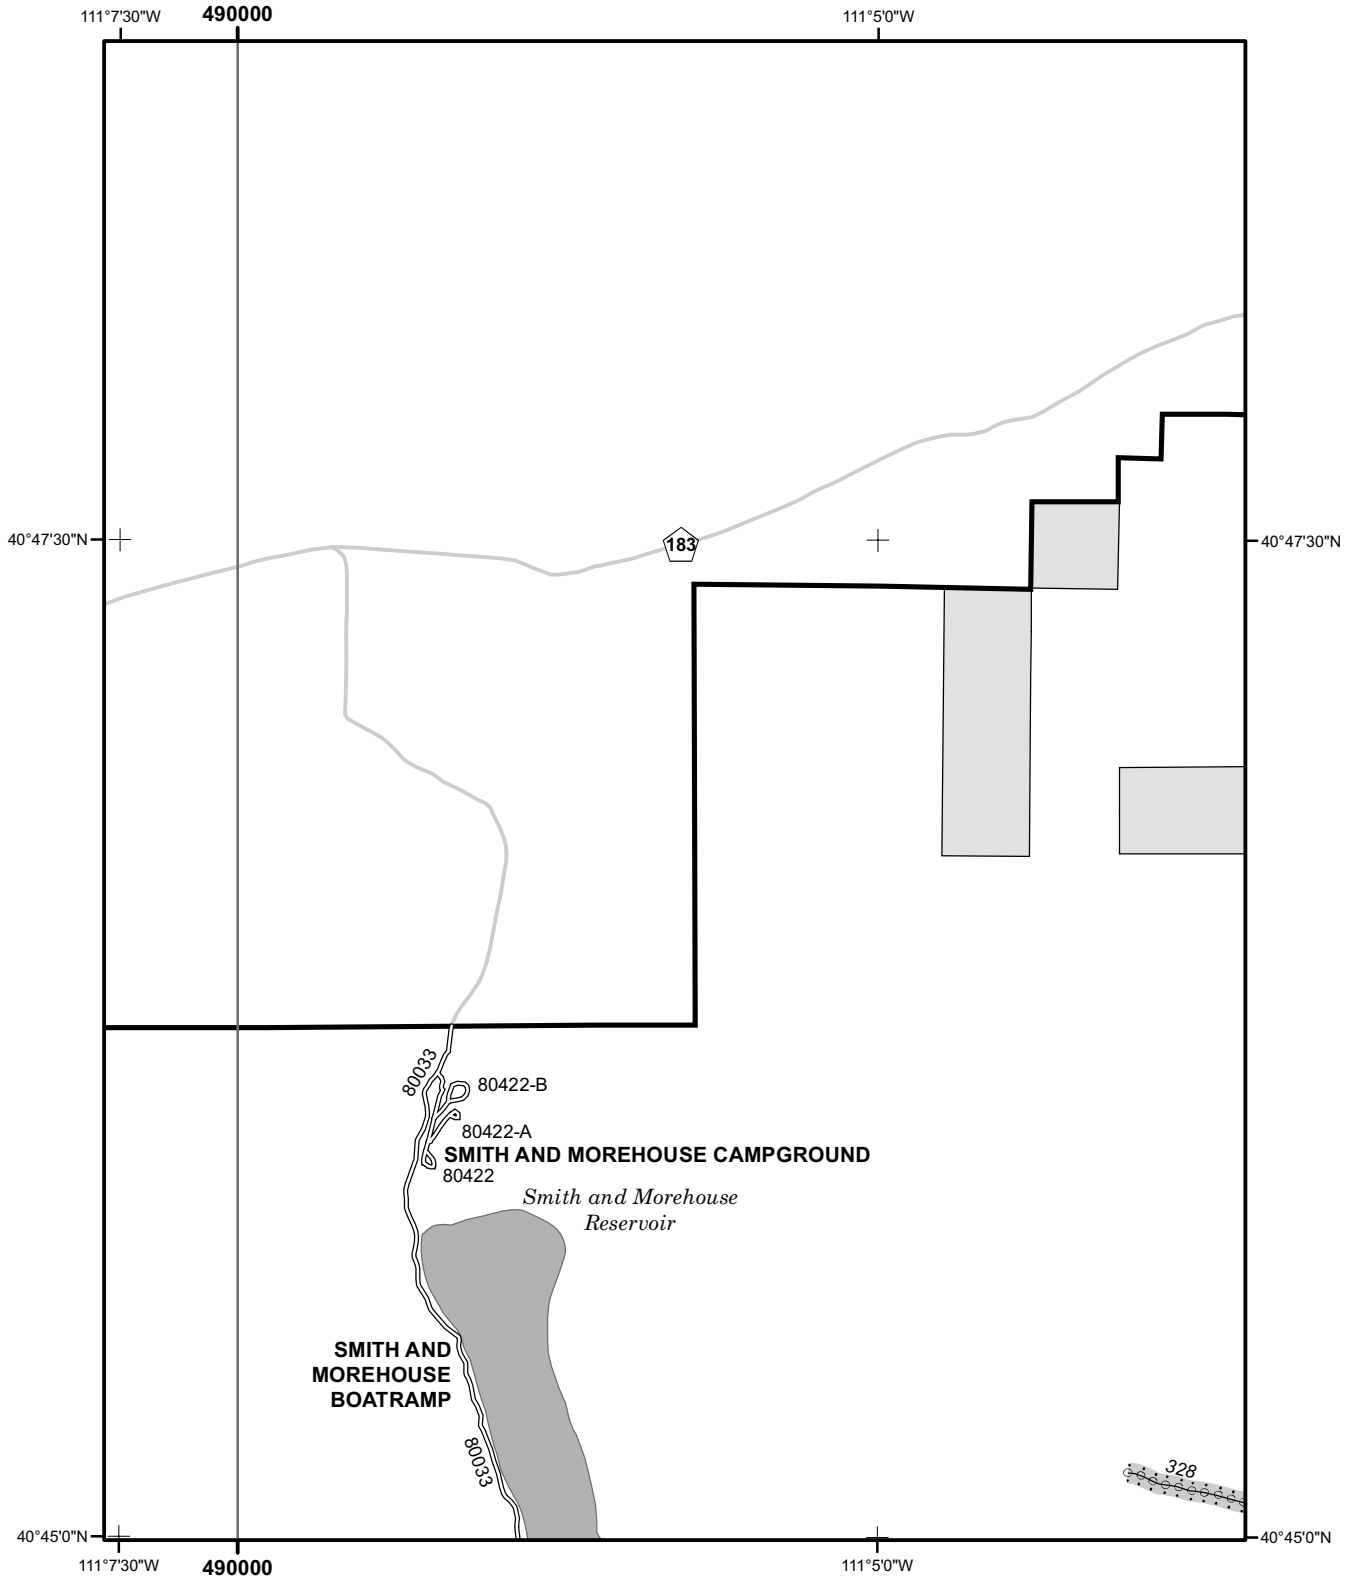 111°7'30"W
490000
111°5'0"W
40°47'30"N
183
40°47'30"N
80033
80422-B
80422-A
SMITH AND MOREHOUSE CAMPGROUND
80422
Smith and Morehouse
Reservoir
SMITH AND
MOREHOUSE
BOATRAMP
80033
328
40°45'0"N
40°45'0"N
111°7'30"W
490000
111°5'0"W